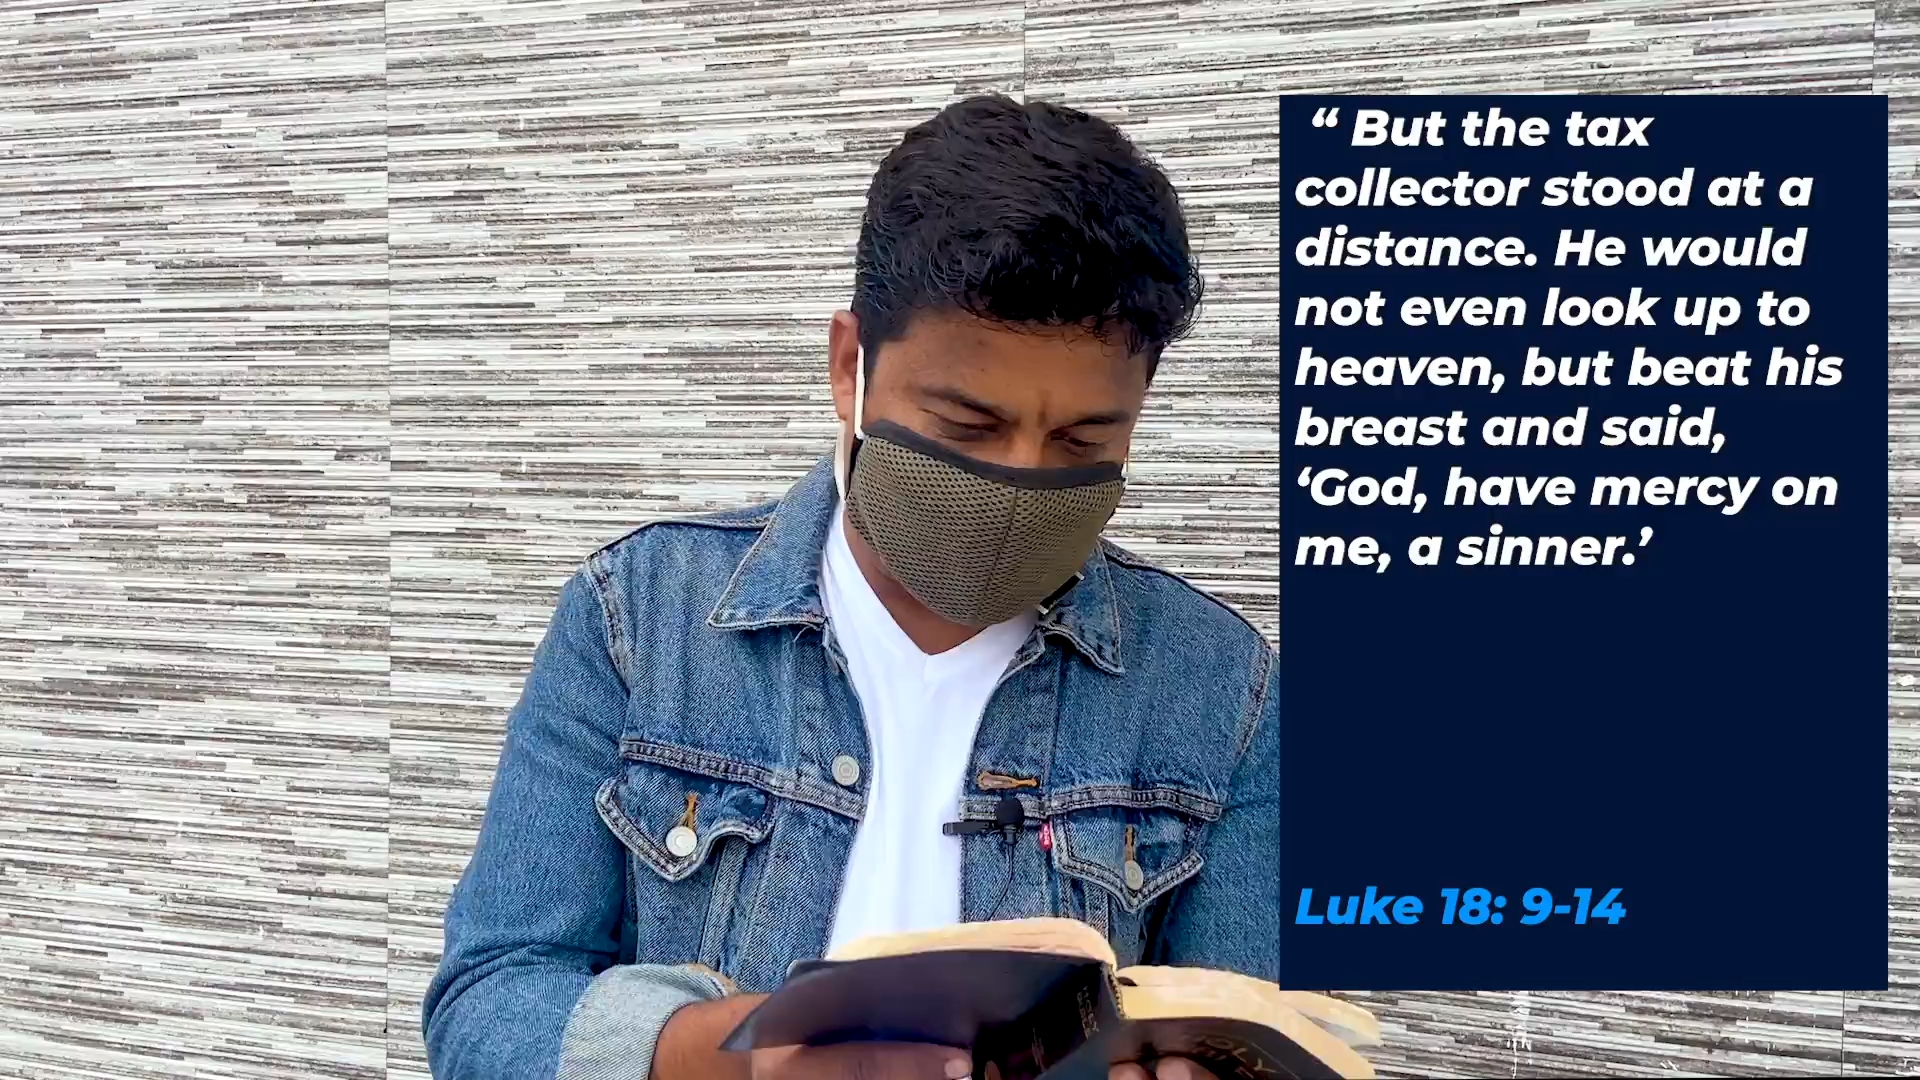 “ But the tax
collector stood at a
distance. He would
not even look up to
heaven, but beat his
breast and said,
‘God, have mercy on
me, a sinner.’
Luke 18: 9-14
HOLY